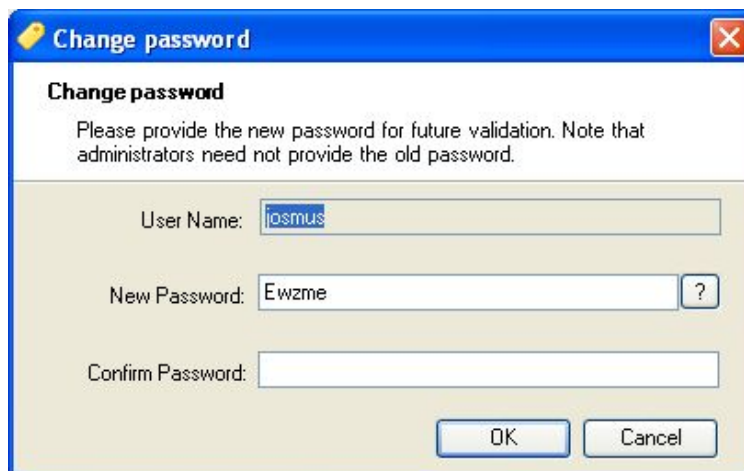 Change password
Change password
Please provide the new password for future validation. Note that
administrators need not provide the old password.
User Name: josmus
New Password: Ewzme ?
Confirm Password:
OK Cancel